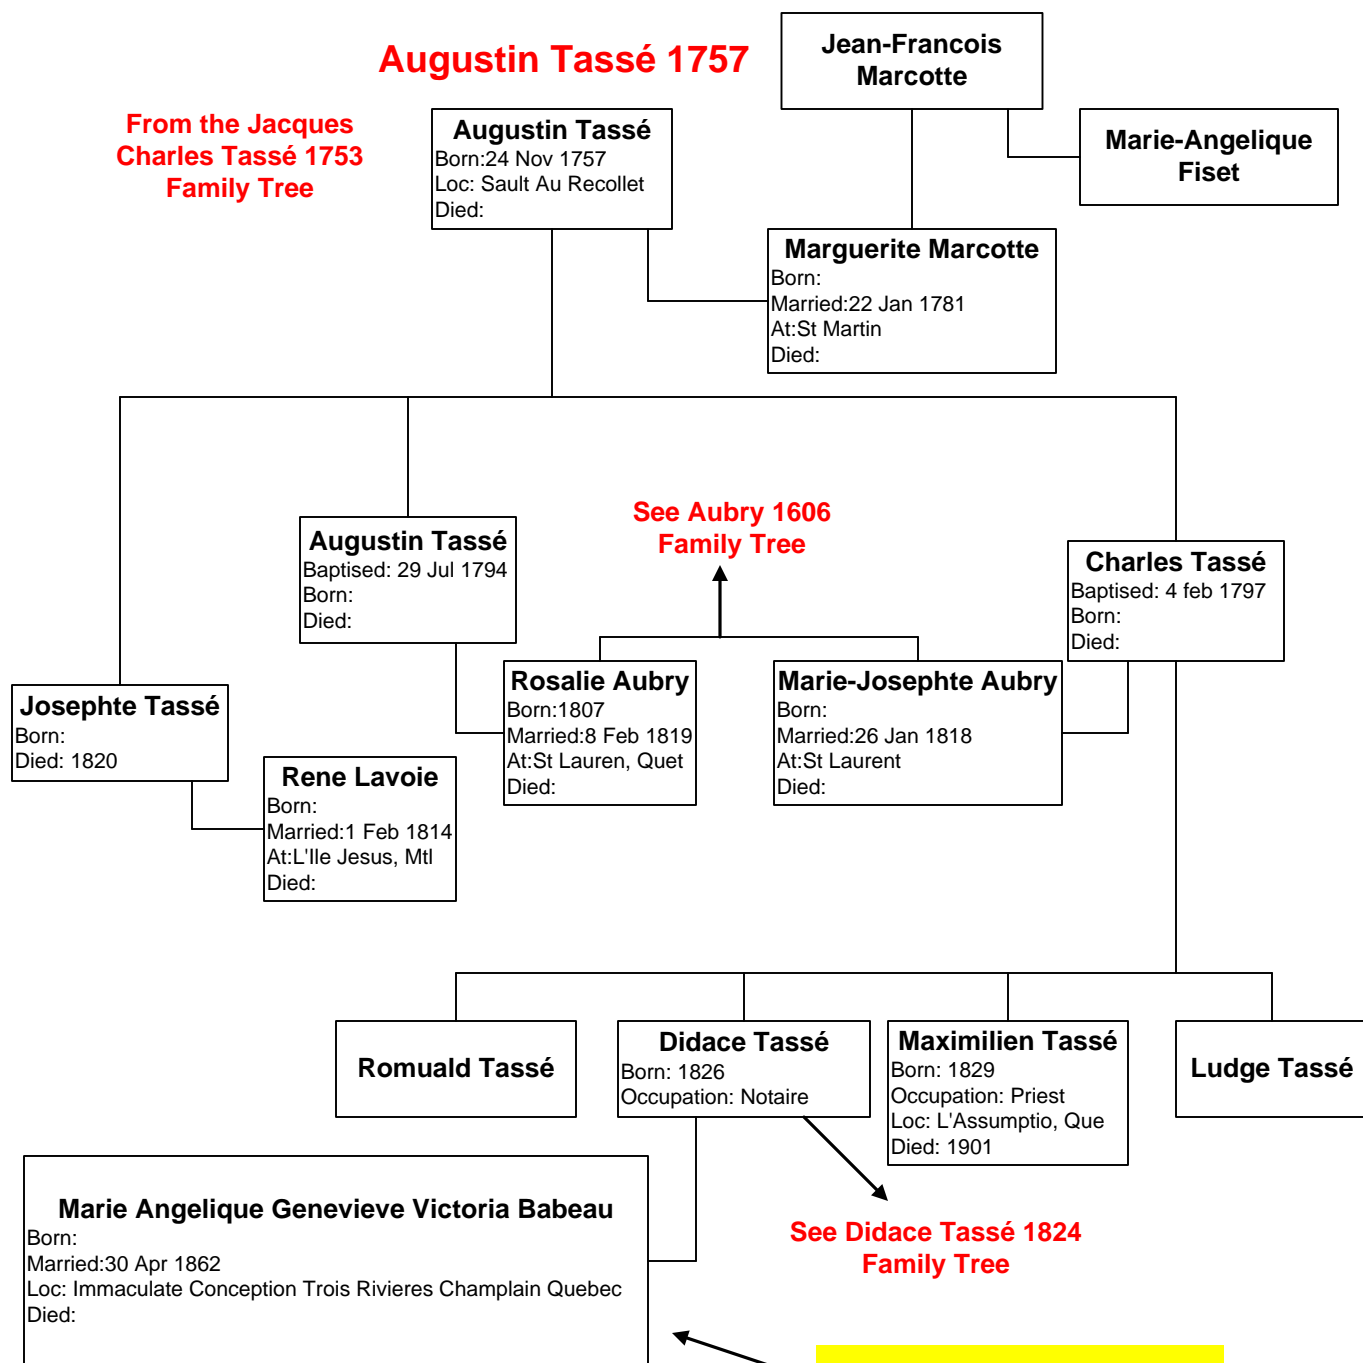 Augustin Tassé 1757
Jean-Francois
Marcotte
From the Jacques
Charles Tassé 1753
Family Tree
Augustin Tassé
Born:24 Nov 1757
Loc: Sault Au Recollet
Died:
Marie-Angelique
Fiset
Marguerite Marcotte
Born:
Married:22 Jan 1781
At:St Martin
Died:
See Aubry 1606
Family Tree
Augustin Tassé
Baptised: 29 Jul 1794
Born:
Died:
Charles Tassé
Baptised: 4 feb 1797
Born:
Died:
Josephte Tassé
Born:
Died: 1820
Rosalie Aubry
Born:1807
Married:8 Feb 1819
At:St Lauren, Quet
Died:
Marie-Josephte Aubry
Born:
Married:26 Jan 1818
At:St Laurent
Died:
Rene Lavoie
Born:
Married:1 Feb 1814
At:L'Ile Jesus, Mtl
Died:
Romuald Tassé
Didace Tassé
Born: 1826
Occupation: Notaire
Maximilien Tassé
Born: 1829
Occupation: Priest
Loc: L'Assumptio, Que
Died: 1901
Ludge Tassé
Marie Angelique Genevieve Victoria Babeau
Born:
Married:30 Apr 1862
Loc: Immaculate Conception Trois Rivieres Champlain Quebec
Died:
See Didace Tassé 1824
Family Tree